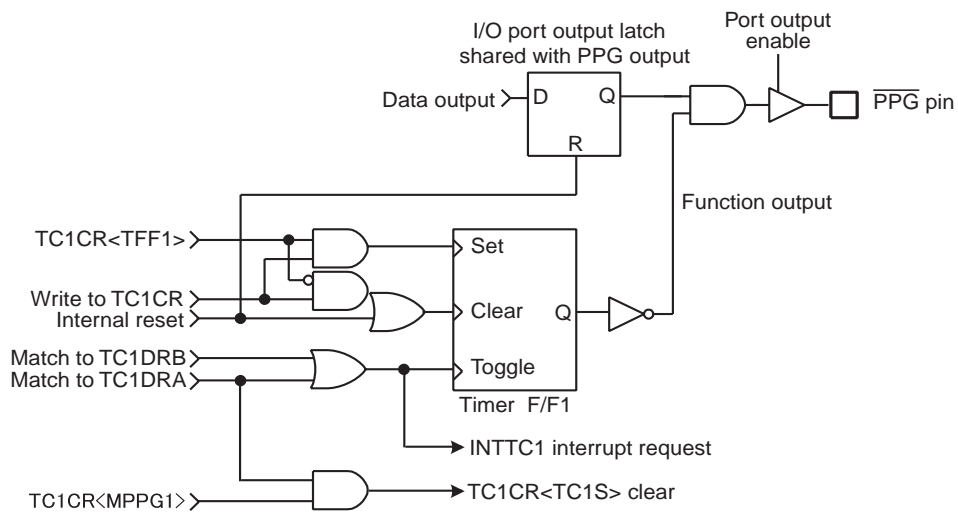 I/O port output latch
shared with PPG output
Port output
enable
Data output
D
Q
R
PPG pin
Function output
TC1CR<TFF1>
Set
Write to TC1CR
Internal reset
Clear
Q
Match to TC1DRB
Match to TC1DRA
Toggle
Timer F/F1
INTTC1 interrupt request
TC1CR<MPPG1>
TC1CR<TC1S> clear